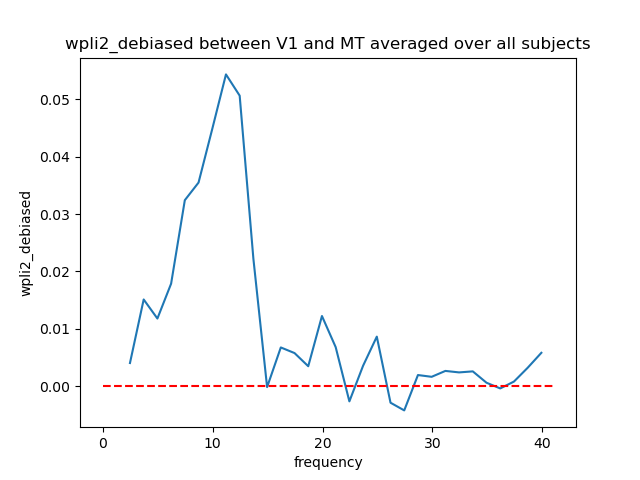 wpli2_debiased between V1 and MT averaged over all subjects
wpli2_debiased
0.05
0.04
0.03
0.02
0.01
0.00
0 10 20 30 40
frequency